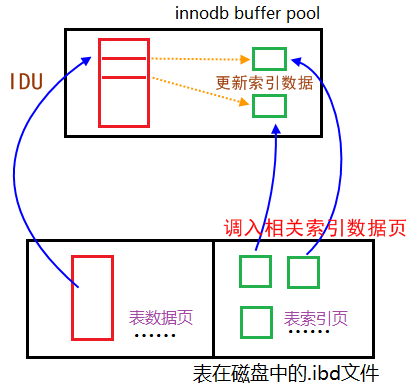 innodb buffer pool
IDU
更新索引数据
调入相关索引数据页
表数据页
......
表索引页
......
表在磁盘中的.ibd文件